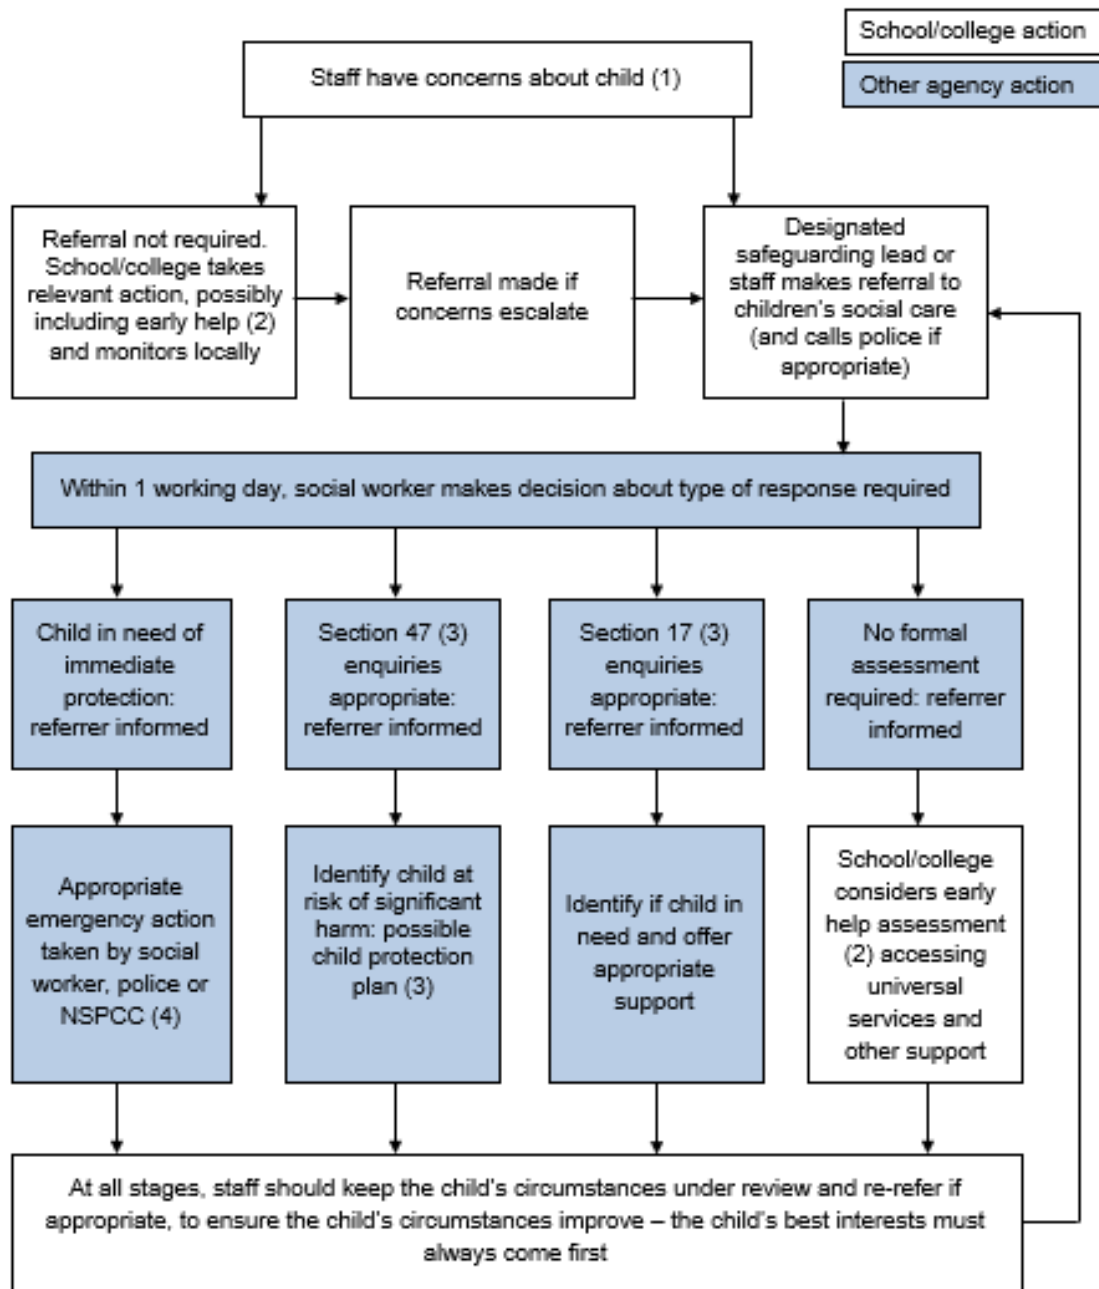 School/college action
Other agency action
Staff have concerns about child (1)
Referral not required.
School/college takes
relevant action, possibly
including early help (2)
and monitors locally
Referral made if
concerns escalate
Designated
safeguarding lead or
staff makes referral to
children's social care
(and calls police if
appropriate)
Within 1 working day, social worker makes decision about type of response required
Child in need of
immediate
protection:
referrer informed
Section 47 (3)
enquiries
appropriate:
referrer informed
Section 17 (3)
enquiries
appropriate:
referrer informed
No formal
assessment
required: referrer
informed
Appropriate
emergency action
taken by social
worker, police or
NSPCC (4)
Identify child at
risk of significant
harm: possible
child protection
plan (3)
Identify if child in
need and offer
appropriate
support
School/college
considers early
help assessment
(2) accessing
universal
services and
other support
At all stages, staff should keep the child's circumstances under review and re-refer if
appropriate, to ensure the child's circumstances improve – the child's best interests must
always come first